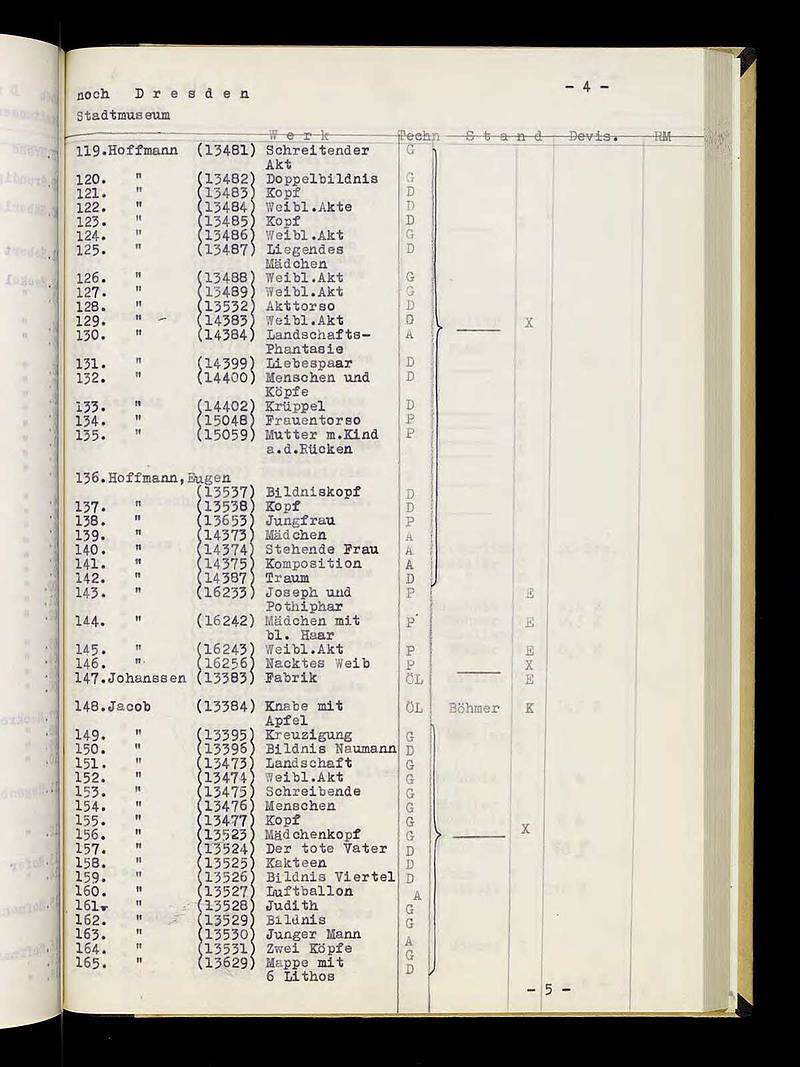 noch D r e s d e n - 4 -
Stadtmuseum
W e r k Techn S t a n d Devis. RM
119.Hoffmann (13481) Schreitender G
Akt
120. " (13482) Doppelbildnis G
121. " (13483) Kopf D
122. " (13484) Weibl.Akte D
123. " (13485) Kopf D
124. " (13486) Weibl.Akt G
125. " (13487) Liegendes D
Mädchen
126. " (13488) Weibl.Akt G
127. " (13489) Weibl.Akt G
128. " (13532) Akttorso D
129. " (14383) Weibl.Akt D X
130. " (14384) Landschafts- A
Phantasie
131. " (14399) Liebespaar D
132. " (14400) Menschen und D
Köpfe
133. " (14402) Krüppel D
134. " (15048) Frauentorso P
135. " (15059) Mutter m.Kind P
a.d.Rücken
136.Hoffmann,Eugen
(13537) Bildniskopf D
137. " (13538) Kopf D
138. " (13653) Jungfrau P
139. " (14373) Mädchen A
140. " (14374) Stehende Frau A
141. " (14375) Komposition A
142. " (14387) Traum D
143. " (16233) Joseph und P E
Pothiphar
144. " (16242) Mädchen mit P E
bl. Haar
145. " (16243) Weibl.Akt P E
146. " (16256) Nacktes Weib P X
147.Johanssen (13383) Fabrik ÖL E
148.Jacob (13384) Knabe mit ÖL Böhmer K
Apfel
149. " (13395) Kreuzigung G
150. " (13396) Bildnis Naumann D
151. " (13473) Landschaft G
152. " (13474) Weibl.Akt G
153. " (13475) Schreibende G
154. " (13476) Menschen G
155. " (13477) Kopf G X
156. " (13523) Mädchenkopf G
157. " (13524) Der tote Vater D
158. " (13525) Kakteen D
159. " (13526) Bildnis Viertel D
160. " (13527) Luftballon A
161. " (13528) Judith G
162. " (13529) Bildnis G
163. " (13530) Junger Mann A
164. " (13531) Zwei Köpfe G
165. " (13629) Mappe mit D
6 Lithos
- 5 -